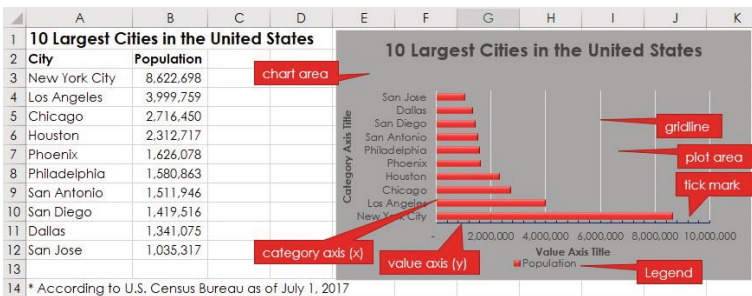 A B C D E F G H I J K
1 10 Largest Cities in the United States
2 City Population
3 New York City 8,622,698
4 Los Angeles 3,999,759
5 Chicago 2,716,450
6 Houston 2,312,717
7 Phoenix 1,626,078
8 Philadelphia 1,580,863
9 San Antonio 1,511,946
10 San Diego 1,419,516
11 Dallas 1,341,075
12 San Jose 1,035,317
13
14 * According to U.S. Census Bureau as of July 1, 2017
10 Largest Cities in the United States
chart area
San Jose
Dallas
San Diego
San Antonio
Philadelphia
Phoenix
Houston
Chicago
Los Angeles
New York City
Category Axis Title
gridline
plot area
tick mark
category axis (x)
value axis (y)
- 2,000,000 4,000,000 6,000,000 8,000,000 10,000,000
Value Axis Title
Population
Legend